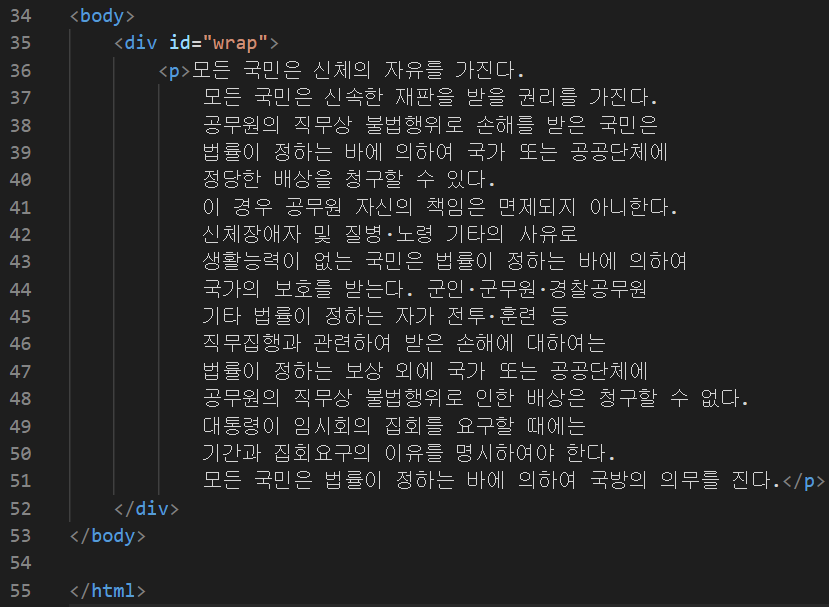 34 <body>
35 <div id="wrap">
36 <p>모든 국민은 신체의 자유를 가진다.
37 모든 국민은 신속한 재판을 받을 권리를 가진다.
38 공무원의 직무상 불법행위로 손해를 받은 국민은
39 법률이 정하는 바에 의하여 국가 또는 공공단체에
40 정당한 배상을 청구할 수 있다.
41 이 경우 공무원 자신의 책임은 면제되지 아니한다.
42 신체장애자 및 질병·노령 기타의 사유로
43 생활능력이 없는 국민은 법률이 정하는 바에 의하여
44 국가의 보호를 받는다. 군인·군무원·경찰공무원
45 기타 법률이 정하는 자가 전투·훈련 등
46 직무집행과 관련하여 받은 손해에 대하여는
47 법률이 정하는 보상 외에 국가 또는 공공단체에
48 공무원의 직무상 불법행위로 인한 배상은 청구할 수 없다.
49 대통령이 임시회의 집회를 요구할 때에는
50 기간과 집회요구의 이유를 명시하여야 한다.
51 모든 국민은 법률이 정하는 바에 의하여 국방의 의무를 진다.</p>
52 </div>
53 </body>
54
55 </html>